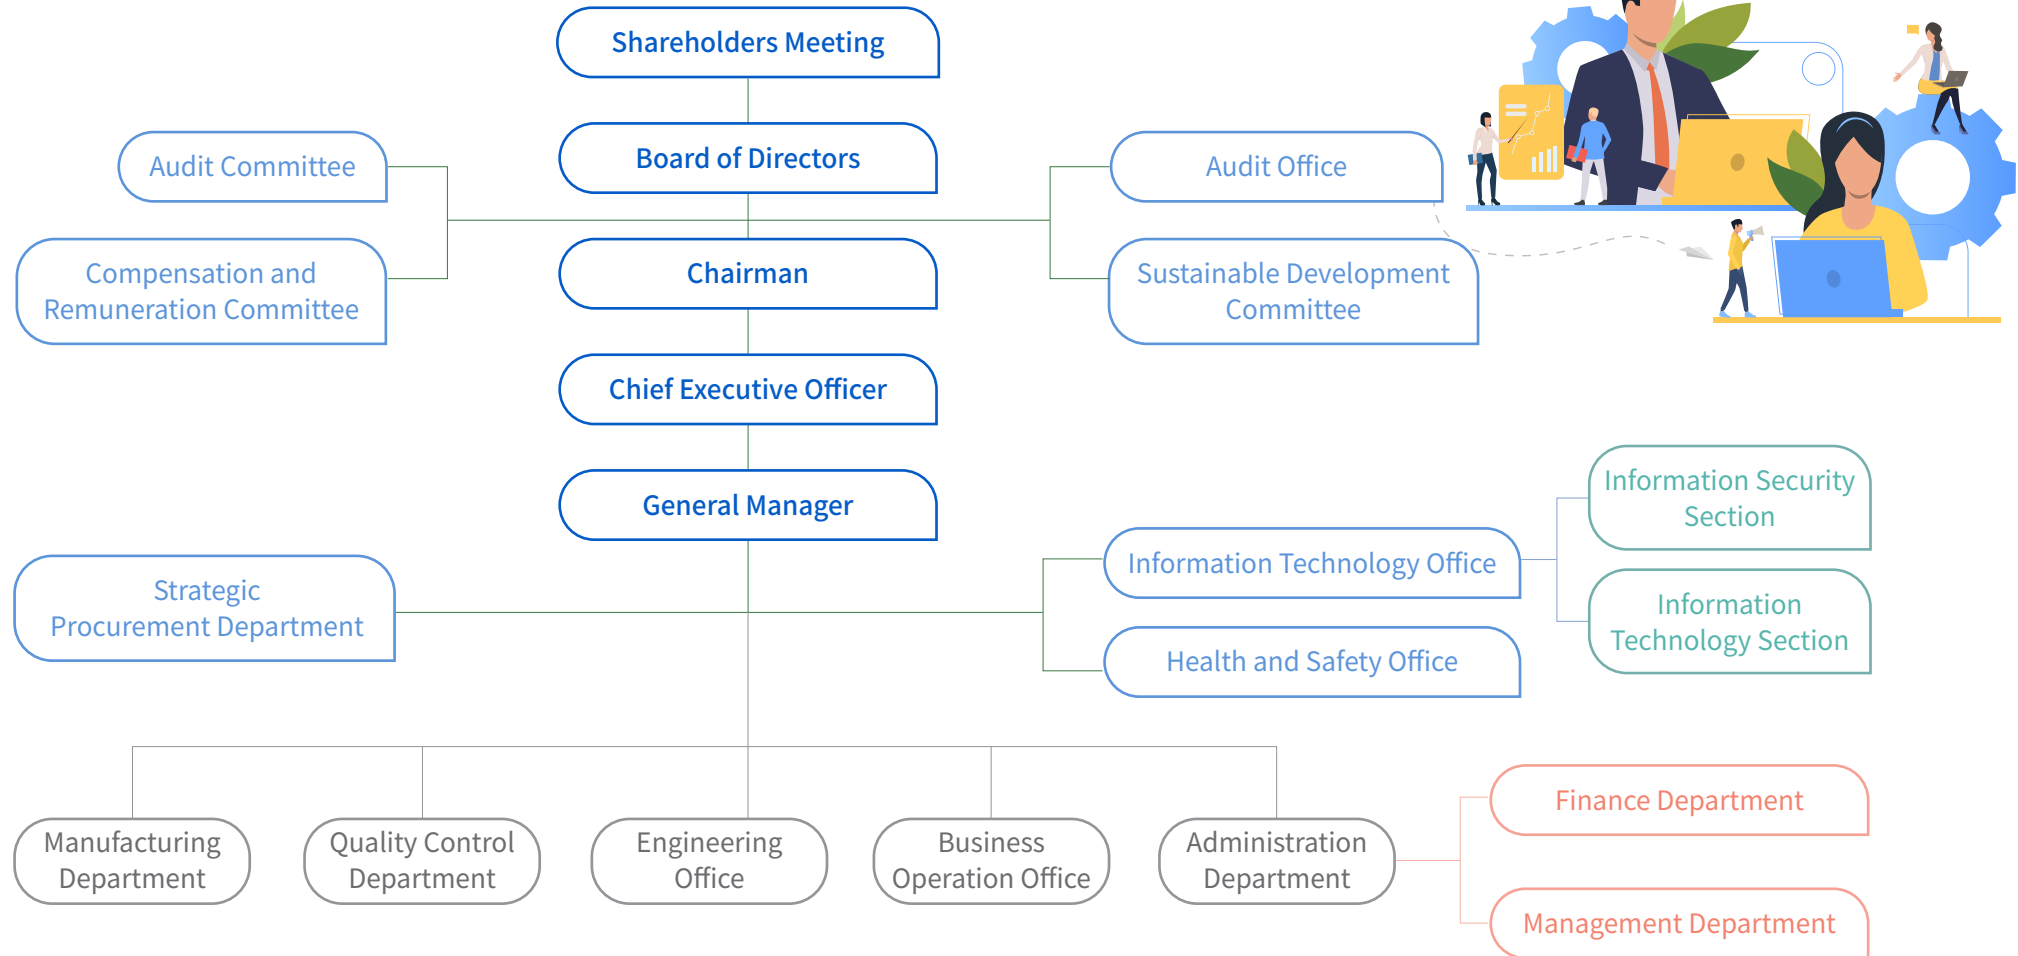 Shareholders Meeting
Board of Directors
Audit Committee
Audit Office
Compensation and
Remuneration Committee
Chairman
Sustainable Development
Committee
Chief Executive Officer
General Manager
Information Security
Section
Information Technology Office
Strategic
Procurement Department
Information
Technology Section
Health and Safety Office
Manufacturing
Department
Quality Control
Department
Engineering
Office
Business
Operation Office
Administration
Department
Finance Department
Management Department